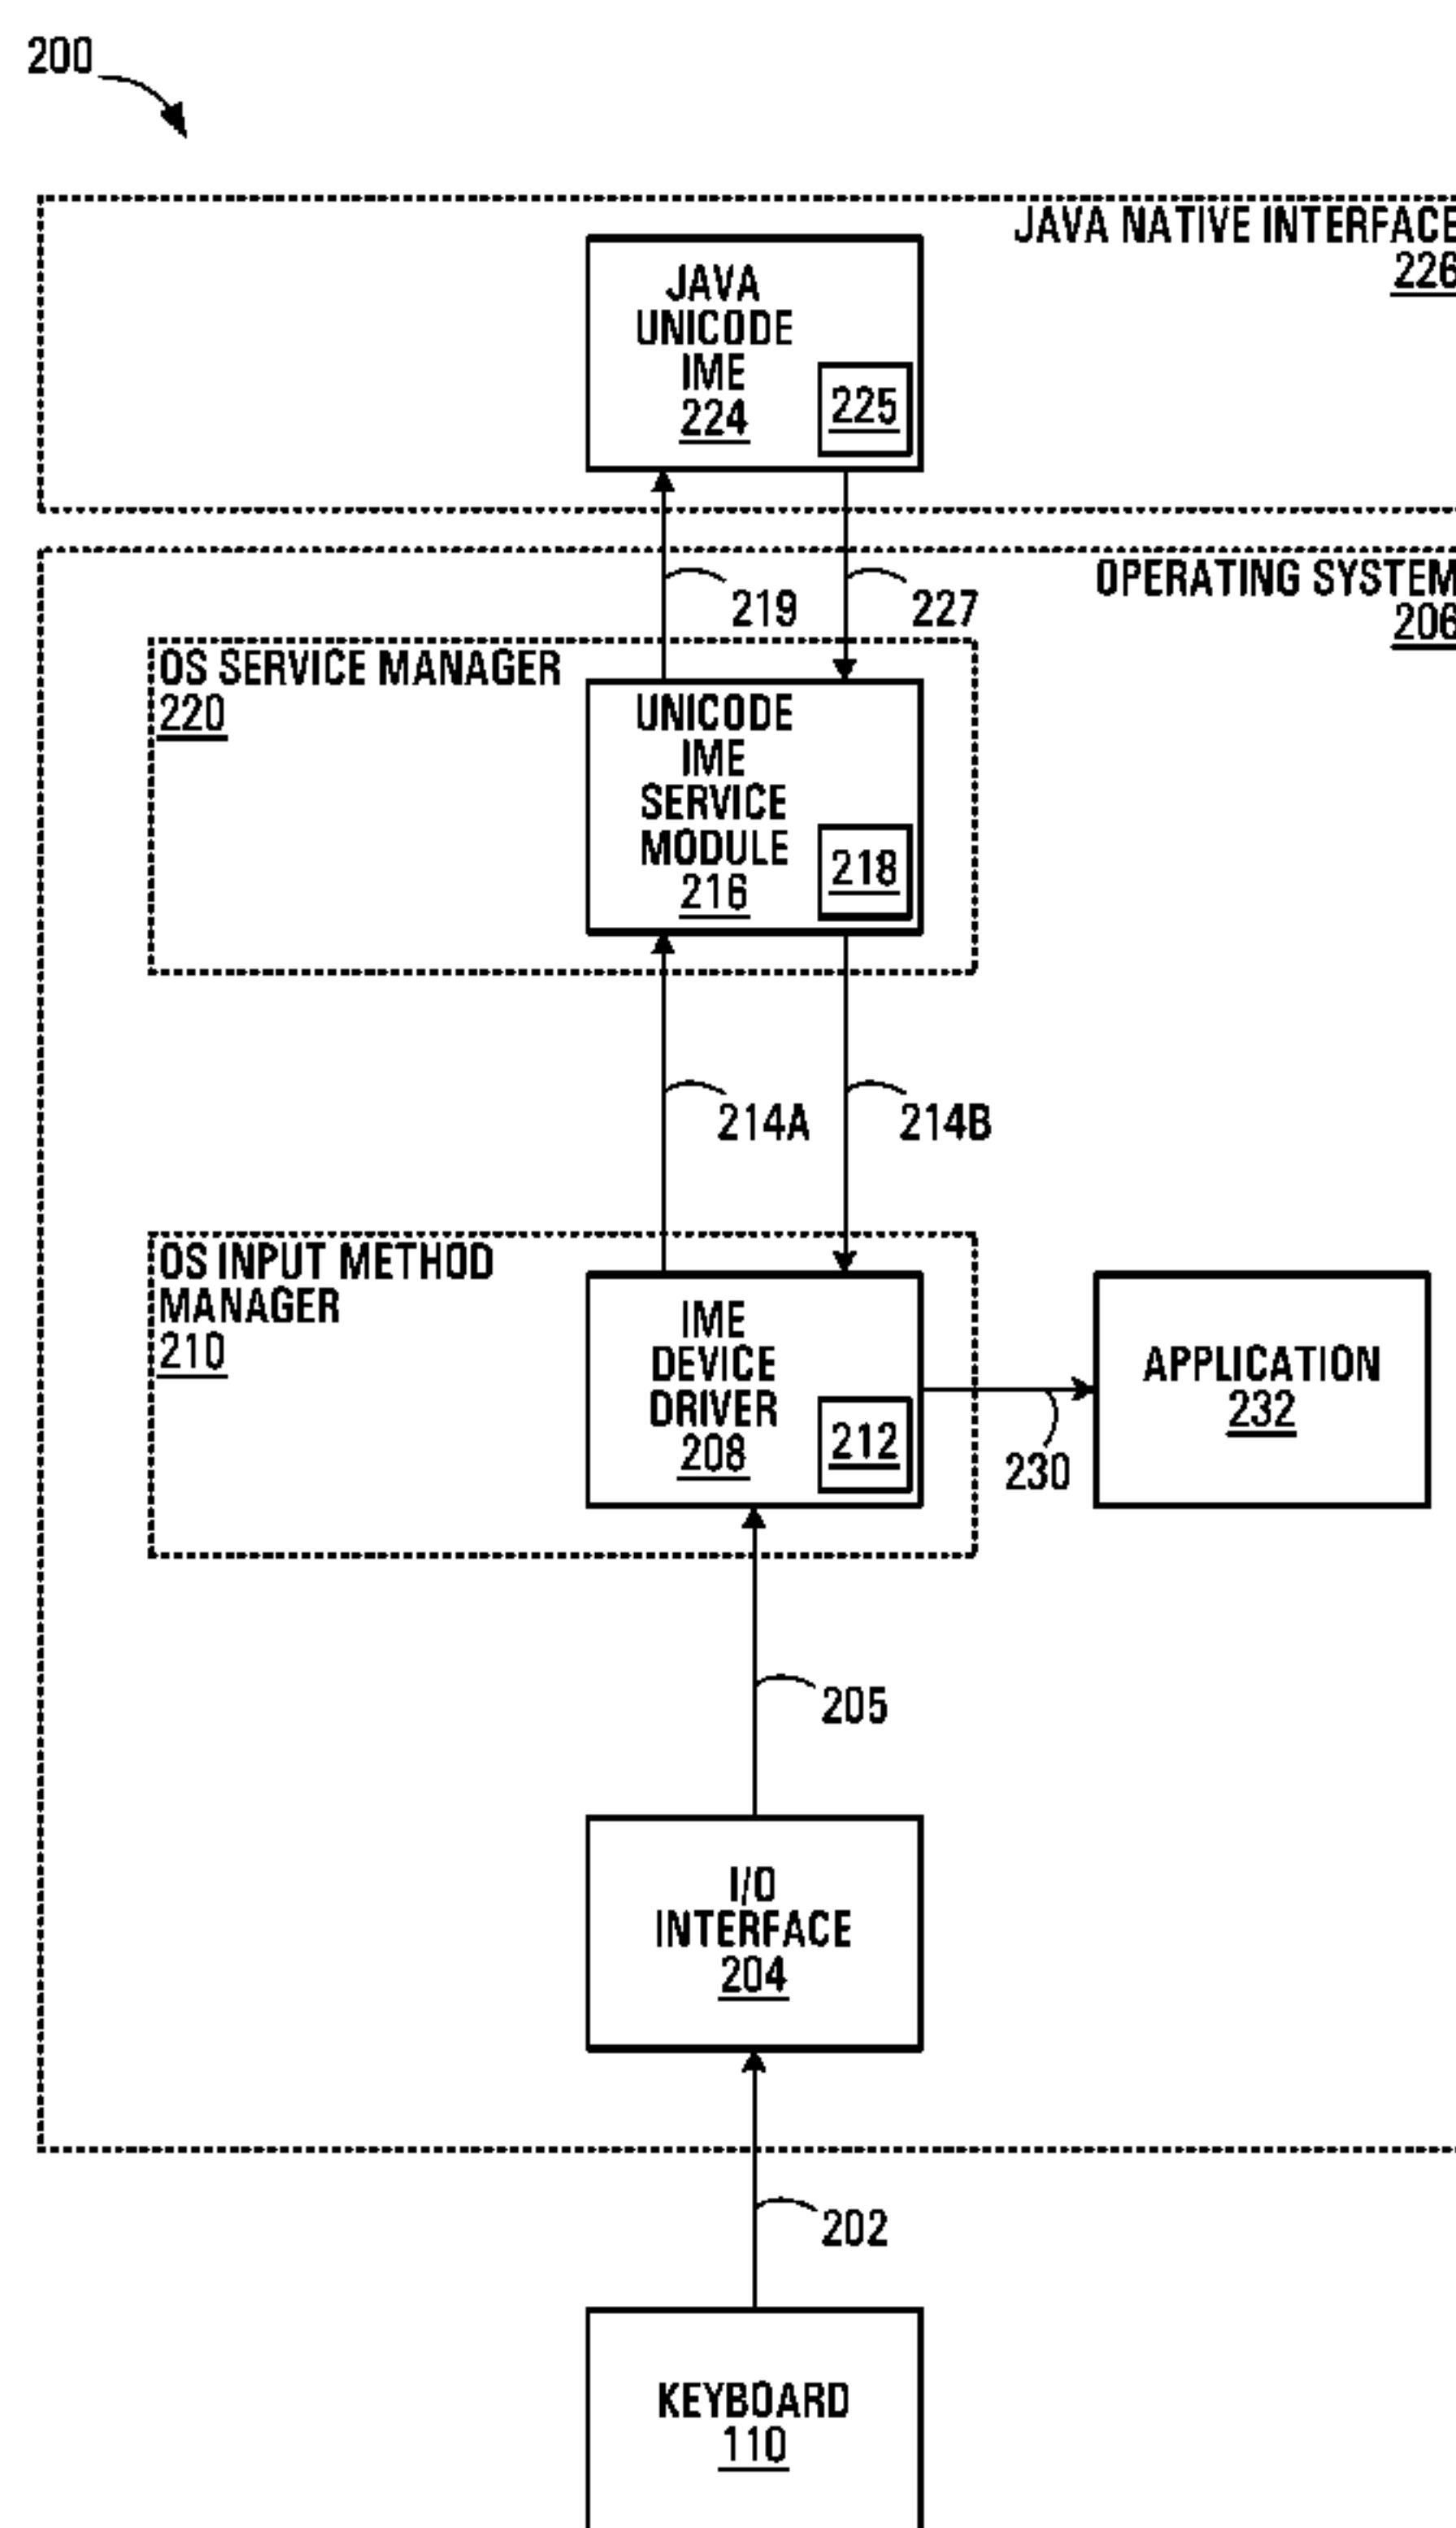 200
JAVA NATIVE INTERFACE
226
JAVA
UNICODE
IME
224
225
OPERATING SYSTEM
206
219
227
OS SERVICE MANAGER
220
UNICODE
IME
SERVICE
MODULE
216
218
214A
214B
OS INPUT METHOD
MANAGER
210
IME
DEVICE
DRIVER
208
212
APPLICATION
232
230
205
I/O
INTERFACE
204
202
KEYBOARD
110